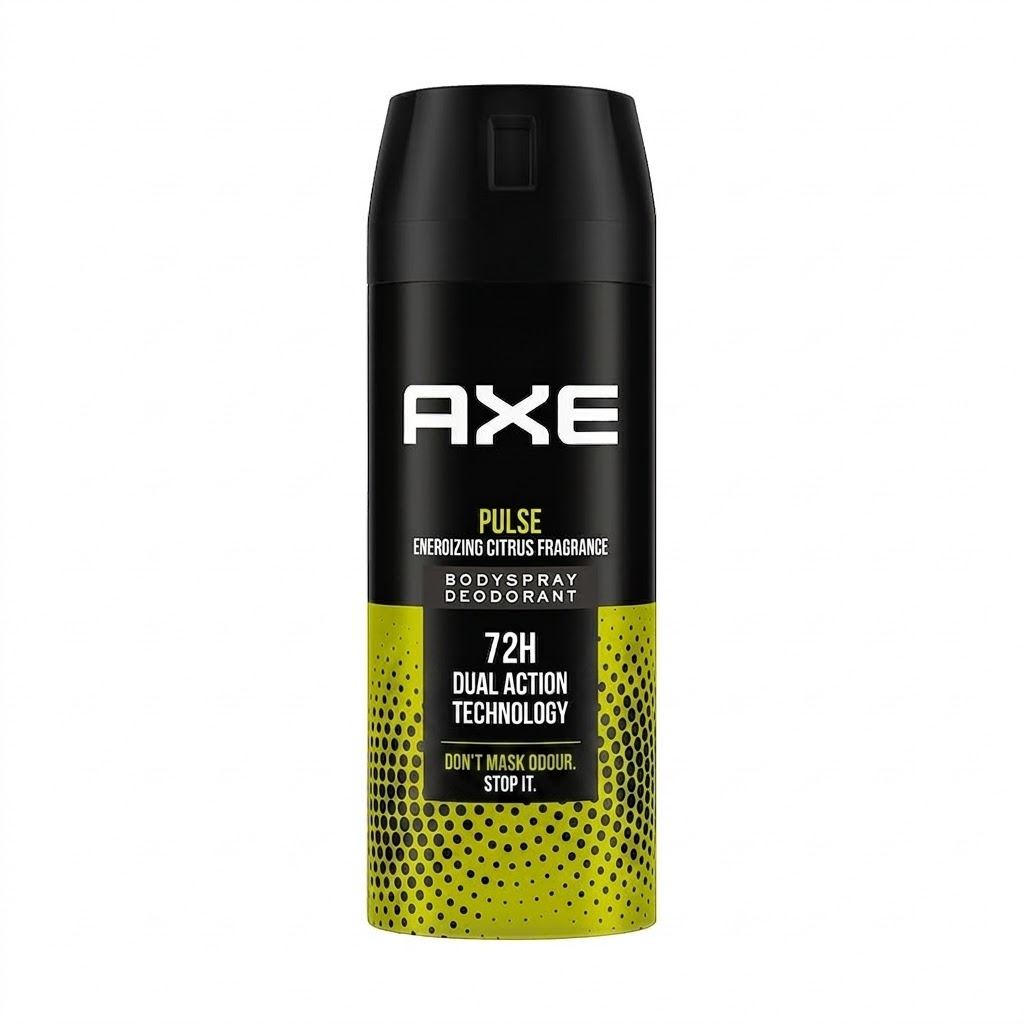 AXE
PULSE
ENEROIZING CITRUS FRAGRANCE
BODYSPRAY
DEODORANT
72H
DUAL ACTION
TECHNOLOGY
DON'T MASK ODOUR.
STOP IT.